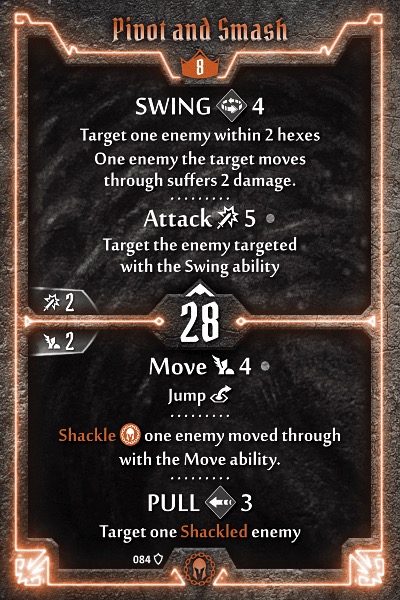 Pivot and Smash
8
SWING 4
Target one enemy within 2 hexes
One enemy the target moves
through suffers 2 damage.
Attack 5
Target the enemy targeted
with the Swing ability
2
28
2
Move 4
Jump
Shackle one enemy moved through
with the Move ability.
PULL 3
Target one Shackled enemy
084